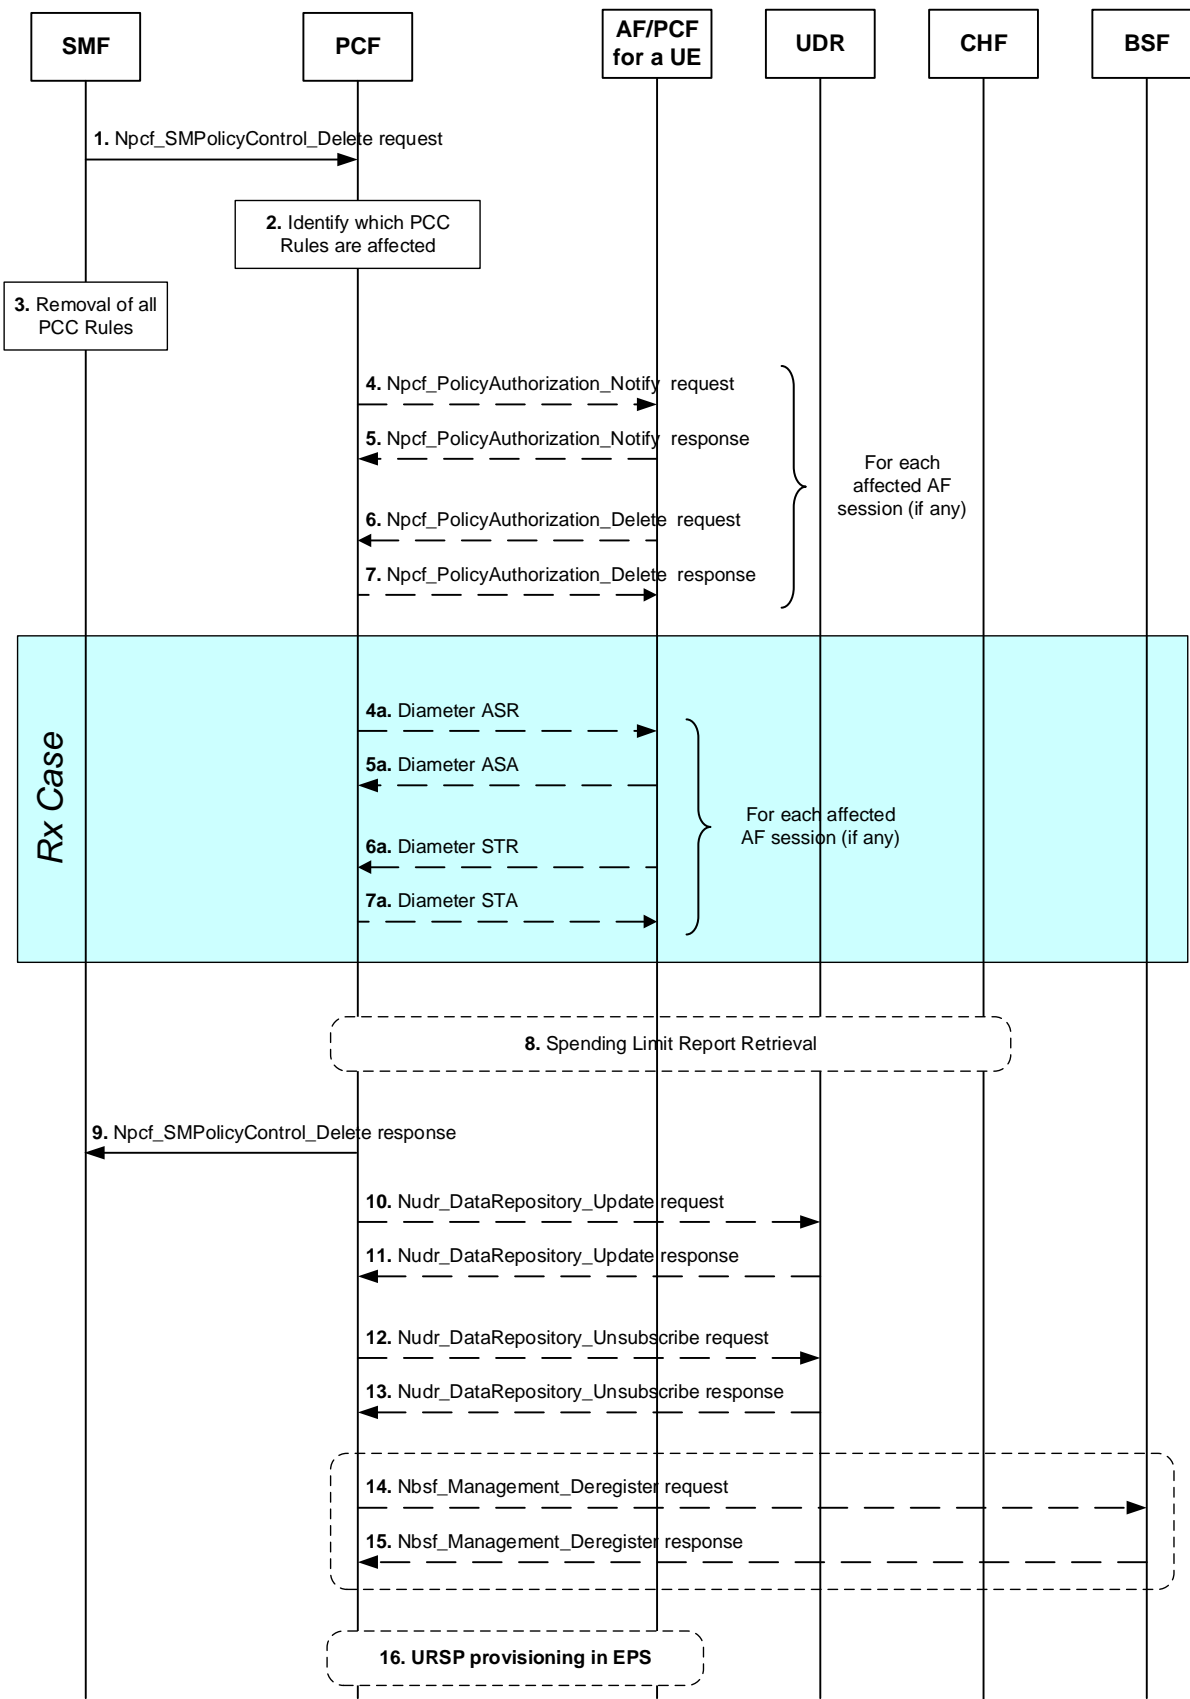 SMF
PCF
AF/PCF
for a UE
UDR
CHF
BSF
1. Npcf_SMPolicyControl_Delete request
2. Identify which PCC
Rules are affected
3. Removal of all
PCC Rules
4. Npcf_PolicyAuthorization_Notify request
5. Npcf_PolicyAuthorization_Notify response
For each
affected AF
session (if any)
6. Npcf_PolicyAuthorization_Delete request
7. Npcf_PolicyAuthorization_Delete response
Rx Case
4a. Diameter ASR
5a. Diameter ASA
For each affected
AF session (if any)
6a. Diameter STR
7a. Diameter STA
8. Spending Limit Report Retrieval
9. Npcf_SMPolicyControl_Delete response
10. Nudr_DataRepository_Update request
11. Nudr_DataRepository_Update response
12. Nudr_DataRepository_Unsubscribe request
13. Nudr_DataRepository_Unsubscribe response
14. Nbsf_Management_Deregister request
15. Nbsf_Management_Deregister response
16. URSP provisioning in EPS